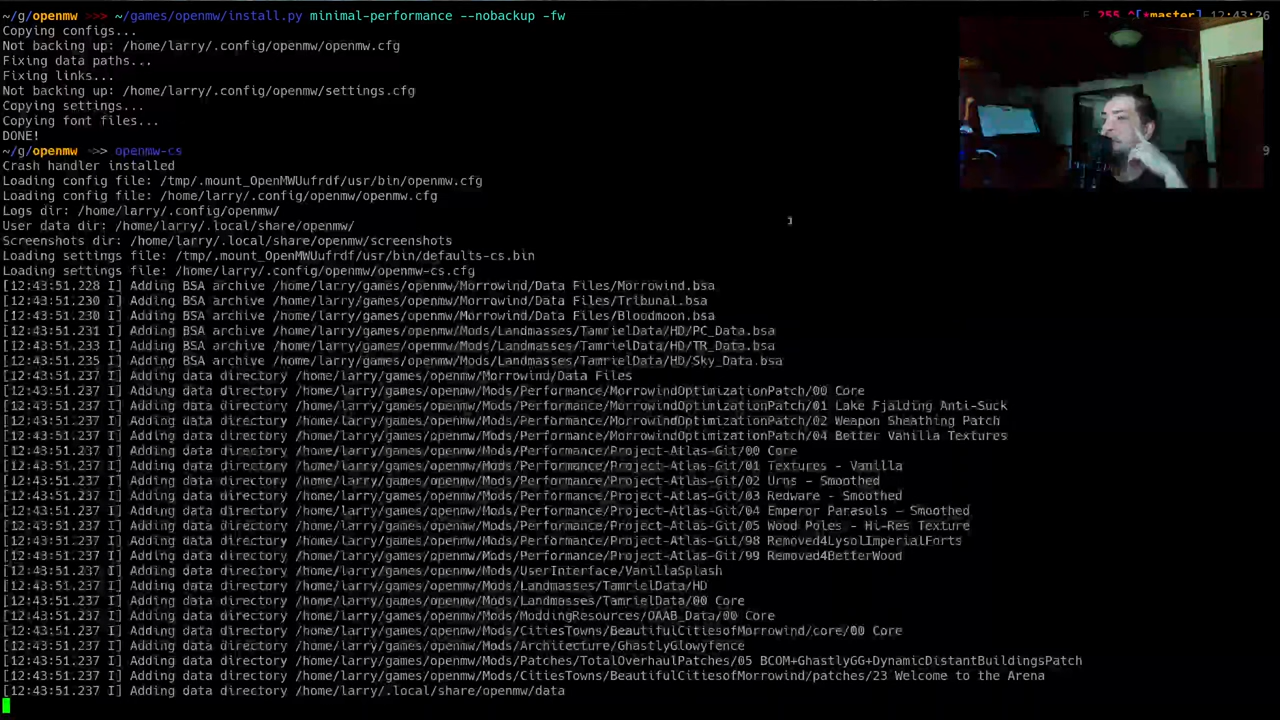 ~/g/openmw >>> ~/games/openmw/install.py minimal-performance --nobackup -fw
255 ^[*master] 12:43:26
Copying configs...
Not backing up: /home/larry/.config/openmw/openmw.cfg
Fixing data paths...
Fixing links...
Not backing up: /home/larry/.config/openmw/settings.cfg
Copying settings...
Copying font files...
DONE!
~/g/openmw >>> openmw-cs
Crash handler installed
Loading config file: /tmp/.mount_OpenMWUufrdf/usr/bin/openmw.cfg
Loading config file: /home/larry/.config/openmw/openmw.cfg
Logs dir: /home/larry/.config/openmw/
User data dir: /home/larry/.local/share/openmw/
Screenshots dir: /home/larry/.local/share/openmw/screenshots
Loading settings file: /tmp/.mount_OpenMWUufrdf/usr/bin/defaults-cs.bin
Loading settings file: /home/larry/.config/openmw/openmw-cs.cfg
[12:43:51.228 I] Adding BSA archive /home/larry/games/openmw/Morrowind/Data Files/Morrowind.bsa
[12:43:51.230 I] Adding BSA archive /home/larry/games/openmw/Morrowind/Data Files/Tribunal.bsa
[12:43:51.230 I] Adding BSA archive /home/larry/games/openmw/Morrowind/Data Files/Bloodmoon.bsa
[12:43:51.231 I] Adding BSA archive /home/larry/games/openmw/Mods/Landmasses/TamrielData/HD/PC_Data.bsa
[12:43:51.233 I] Adding BSA archive /home/larry/games/openmw/Mods/Landmasses/TamrielData/HD/TR_Data.bsa
[12:43:51.235 I] Adding BSA archive /home/larry/games/openmw/Mods/Landmasses/TamrielData/HD/Sky_Data.bsa
[12:43:51.237 I] Adding data directory /home/larry/games/openmw/Morrowind/Data Files
[12:43:51.237 I] Adding data directory /home/larry/games/openmw/Mods/Performance/MorrowindOptimizationPatch/00 Core
[12:43:51.237 I] Adding data directory /home/larry/games/openmw/Mods/Performance/MorrowindOptimizationPatch/01 Lake Fjalding Anti-Suck
[12:43:51.237 I] Adding data directory /home/larry/games/openmw/Mods/Performance/MorrowindOptimizationPatch/02 Weapon Sheathing Patch
[12:43:51.237 I] Adding data directory /home/larry/games/openmw/Mods/Performance/MorrowindOptimizationPatch/04 Better Vanilla Textures
[12:43:51.237 I] Adding data directory /home/larry/games/openmw/Mods/Performance/Project-Atlas-Git/00 Core
[12:43:51.237 I] Adding data directory /home/larry/games/openmw/Mods/Performance/Project-Atlas-Git/01 Textures - Vanilla
[12:43:51.237 I] Adding data directory /home/larry/games/openmw/Mods/Performance/Project-Atlas-Git/02 Urns - Smoothed
[12:43:51.237 I] Adding data directory /home/larry/games/openmw/Mods/Performance/Project-Atlas-Git/03 Redware - Smoothed
[12:43:51.237 I] Adding data directory /home/larry/games/openmw/Mods/Performance/Project-Atlas-Git/04 Emperor Parasols - Smoothed
[12:43:51.237 I] Adding data directory /home/larry/games/openmw/Mods/Performance/Project-Atlas-Git/05 Wood Poles - Hi-Res Texture
[12:43:51.237 I] Adding data directory /home/larry/games/openmw/Mods/Performance/Project-Atlas-Git/98 Removed4LysolImperialForts
[12:43:51.237 I] Adding data directory /home/larry/games/openmw/Mods/Performance/Project-Atlas-Git/99 Removed4BetterWood
[12:43:51.237 I] Adding data directory /home/larry/games/openmw/Mods/UserInterface/VanillaSplash
[12:43:51.237 I] Adding data directory /home/larry/games/openmw/Mods/Landmasses/TamrielData/HD
[12:43:51.237 I] Adding data directory /home/larry/games/openmw/Mods/Landmasses/TamrielData/00 Core
[12:43:51.237 I] Adding data directory /home/larry/games/openmw/Mods/ModdingResources/OAAB_Data/00 Core
[12:43:51.237 I] Adding data directory /home/larry/games/openmw/Mods/CitiesTowns/BeautifulCitiesofMorrowind/core/00 Core
[12:43:51.237 I] Adding data directory /home/larry/games/openmw/Mods/Architecture/GhastlyGlowyfence
[12:43:51.237 I] Adding data directory /home/larry/games/openmw/Mods/Patches/TotalOverhaulPatches/05 BCOM+GhastlyGG+DynamicDistantBuildingsPatch
[12:43:51.237 I] Adding data directory /home/larry/games/openmw/Mods/CitiesTowns/BeautifulCitiesofMorrowind/patches/23 Welcome to the Arena
[12:43:51.237 I] Adding data directory /home/larry/.local/share/openmw/data